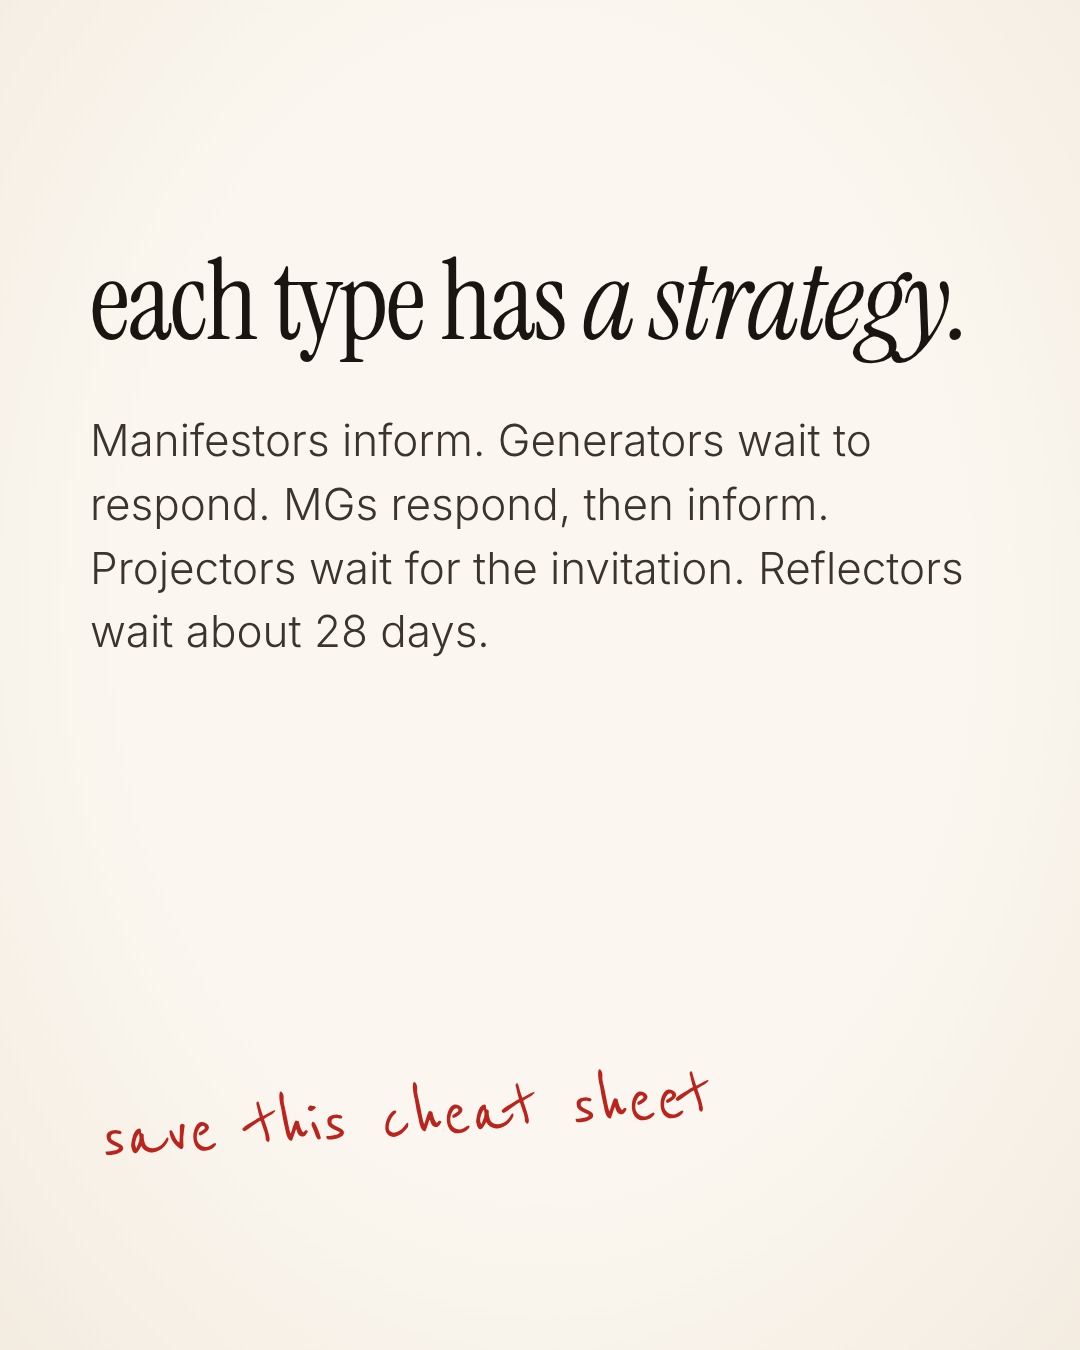 each type has a strategy.
Manifestors inform. Generators wait to
respond. MGs respond, then inform.
Projectors wait for the invitation. Reflectors
wait about 28 days.
save this cheat sheet